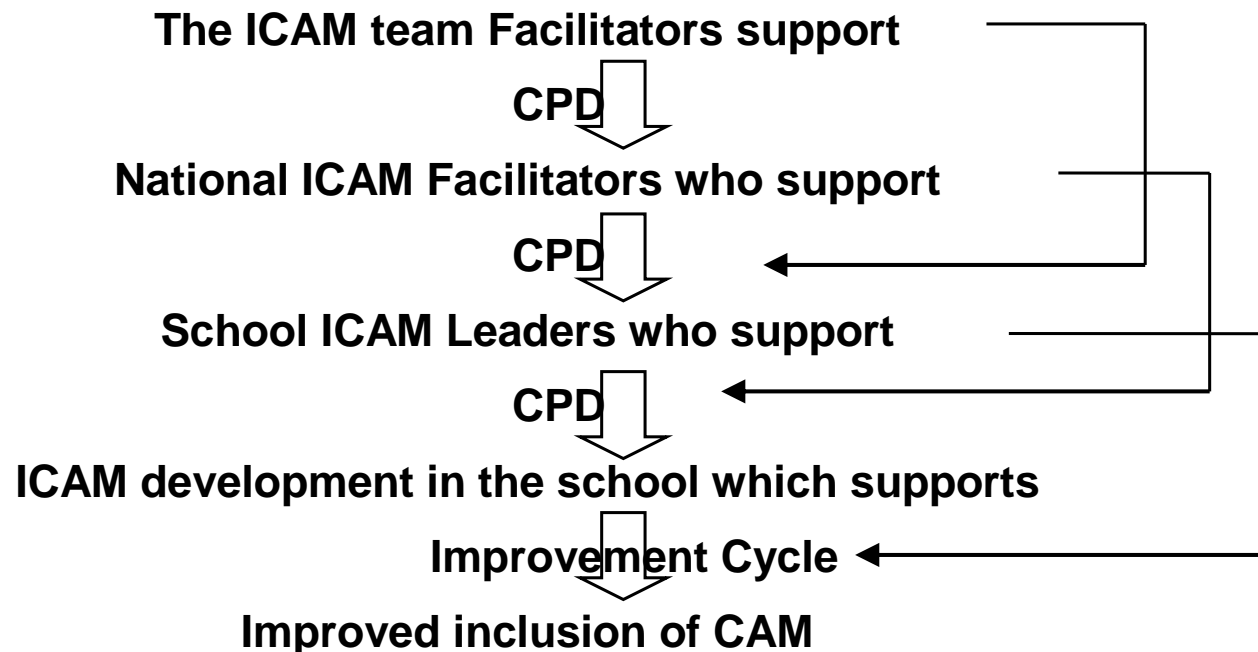 The ICAM team Facilitators support
CPD
National ICAM Facilitators who support
CPD
School ICAM Leaders who support
CPD
ICAM development in the school which supports
Improvement Cycle
Improved inclusion of CAM